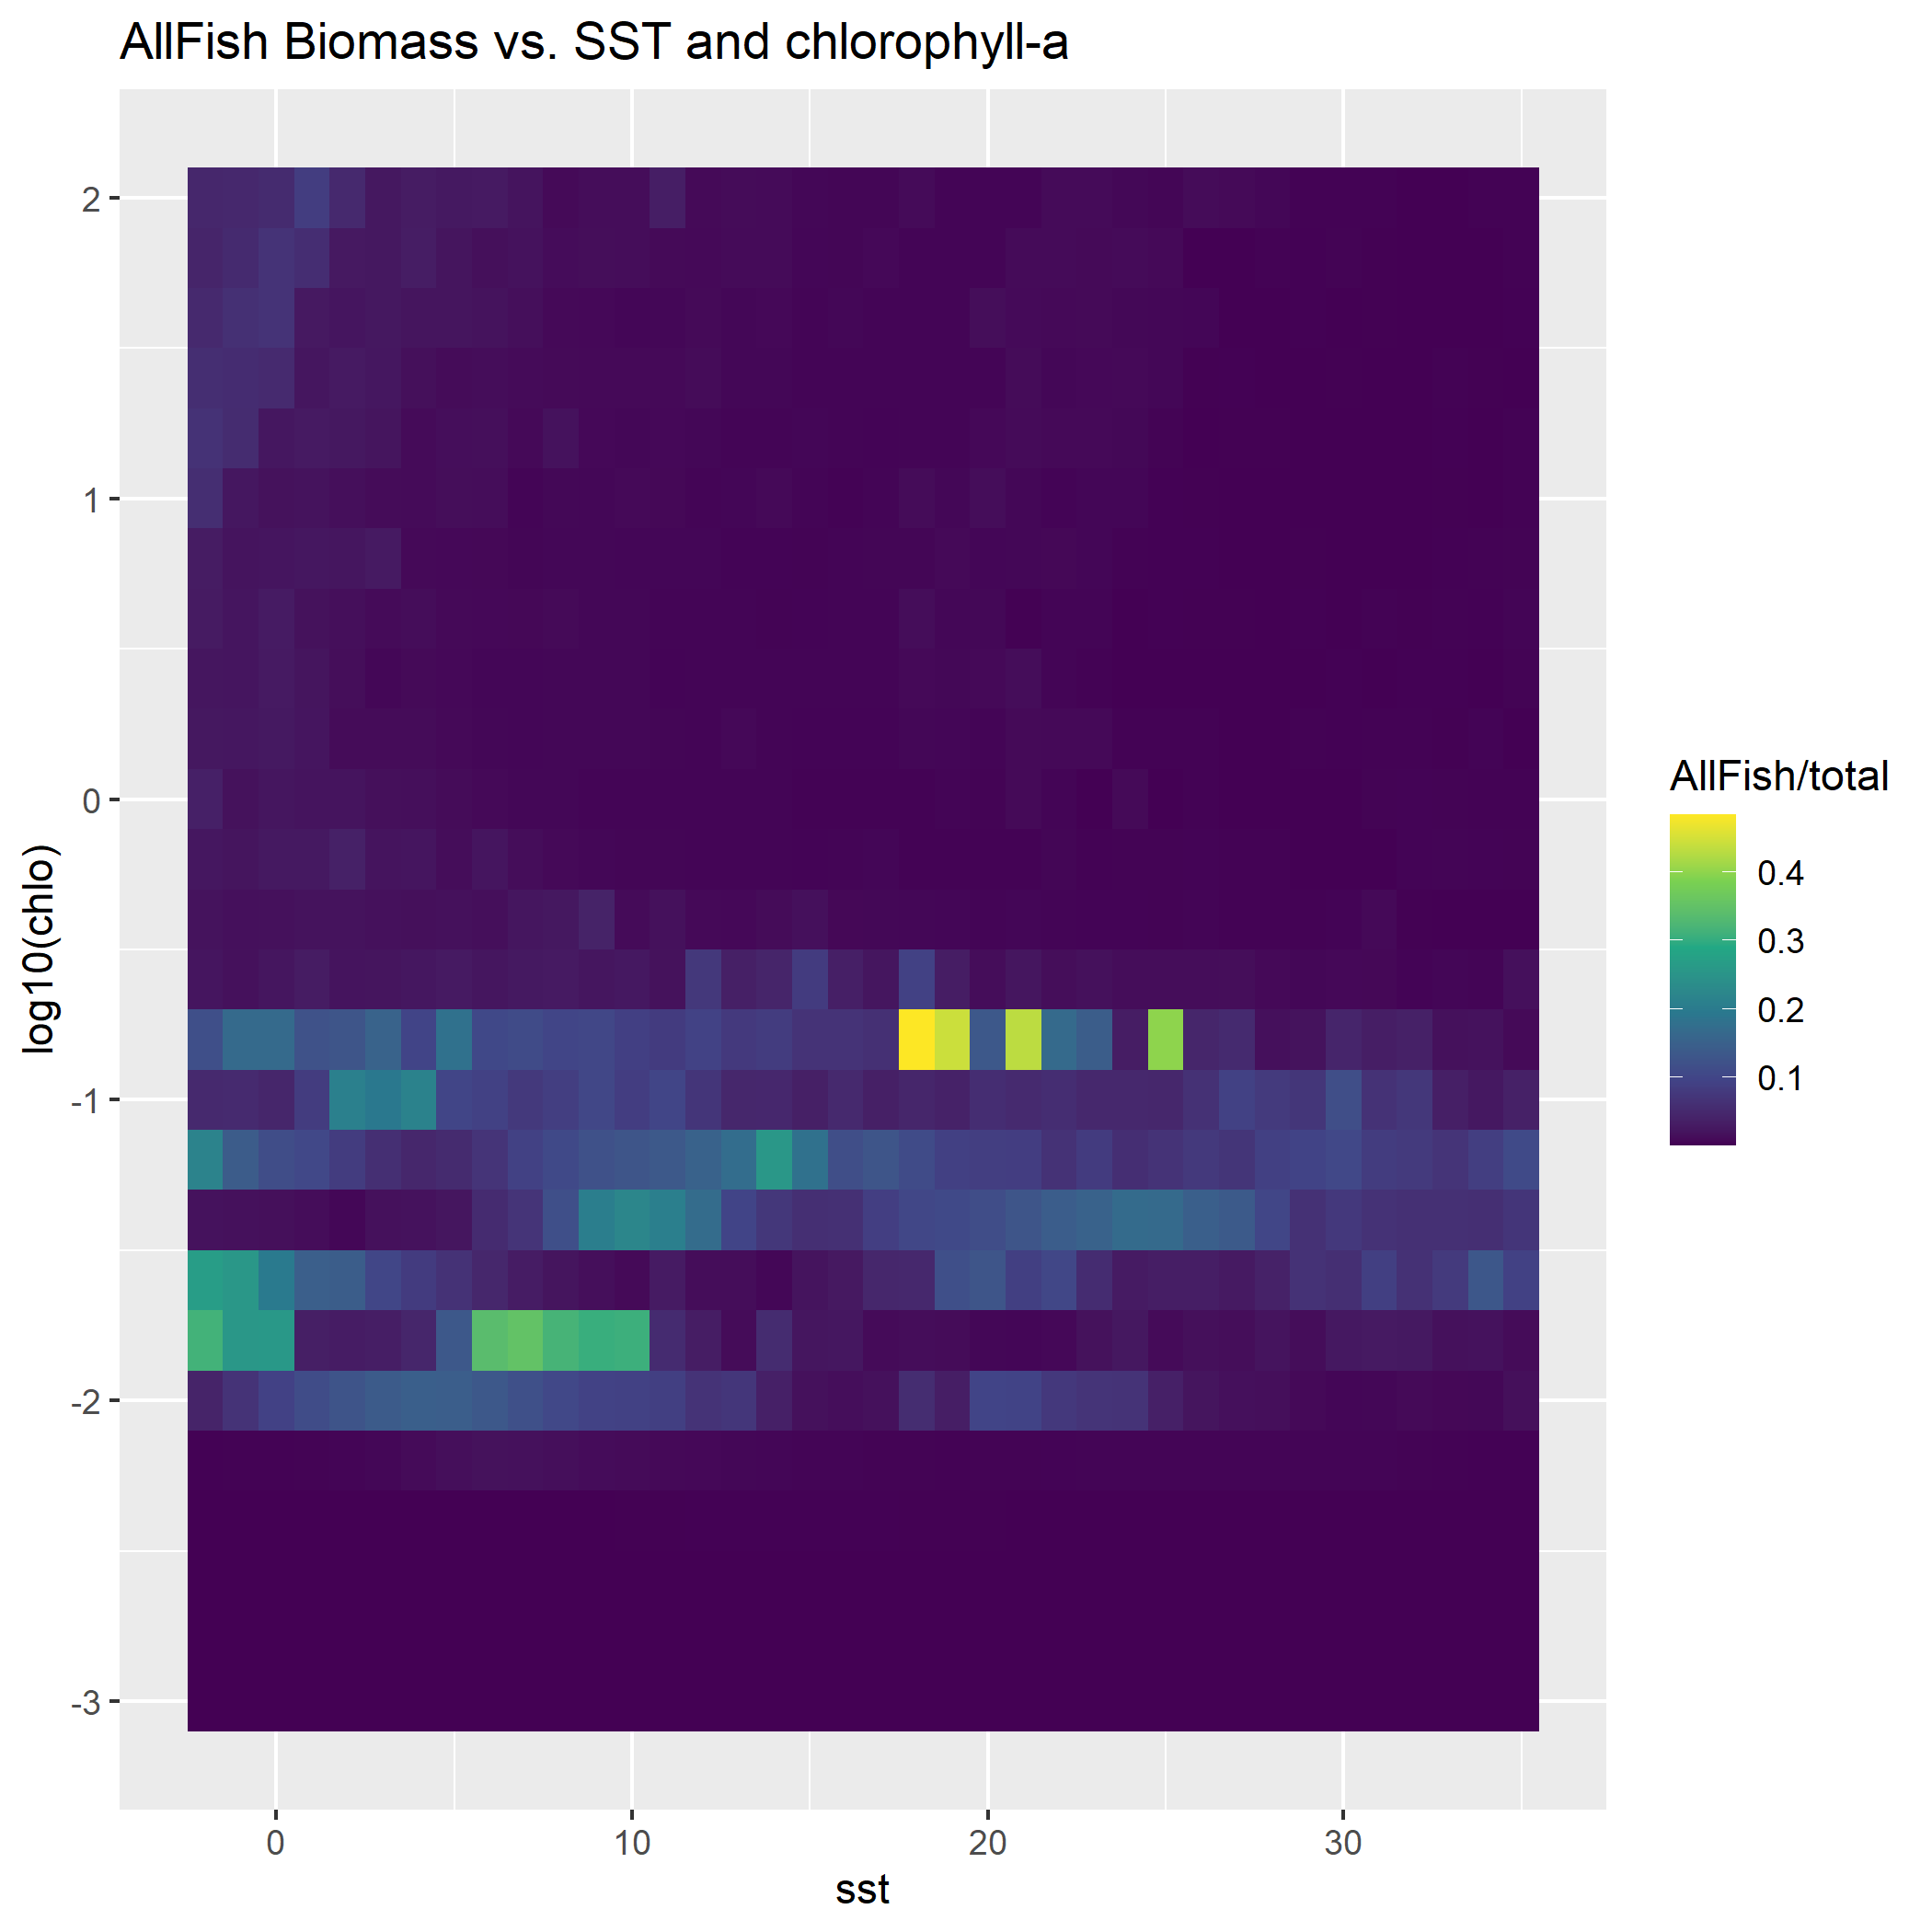 AllFish Biomass vs. SST and chlorophyll-a
2
1
0
-1
-2
-3
log10(chlo)
0 10 20 30
sst
AllFish/total
0.4
0.3
0.2
0.1